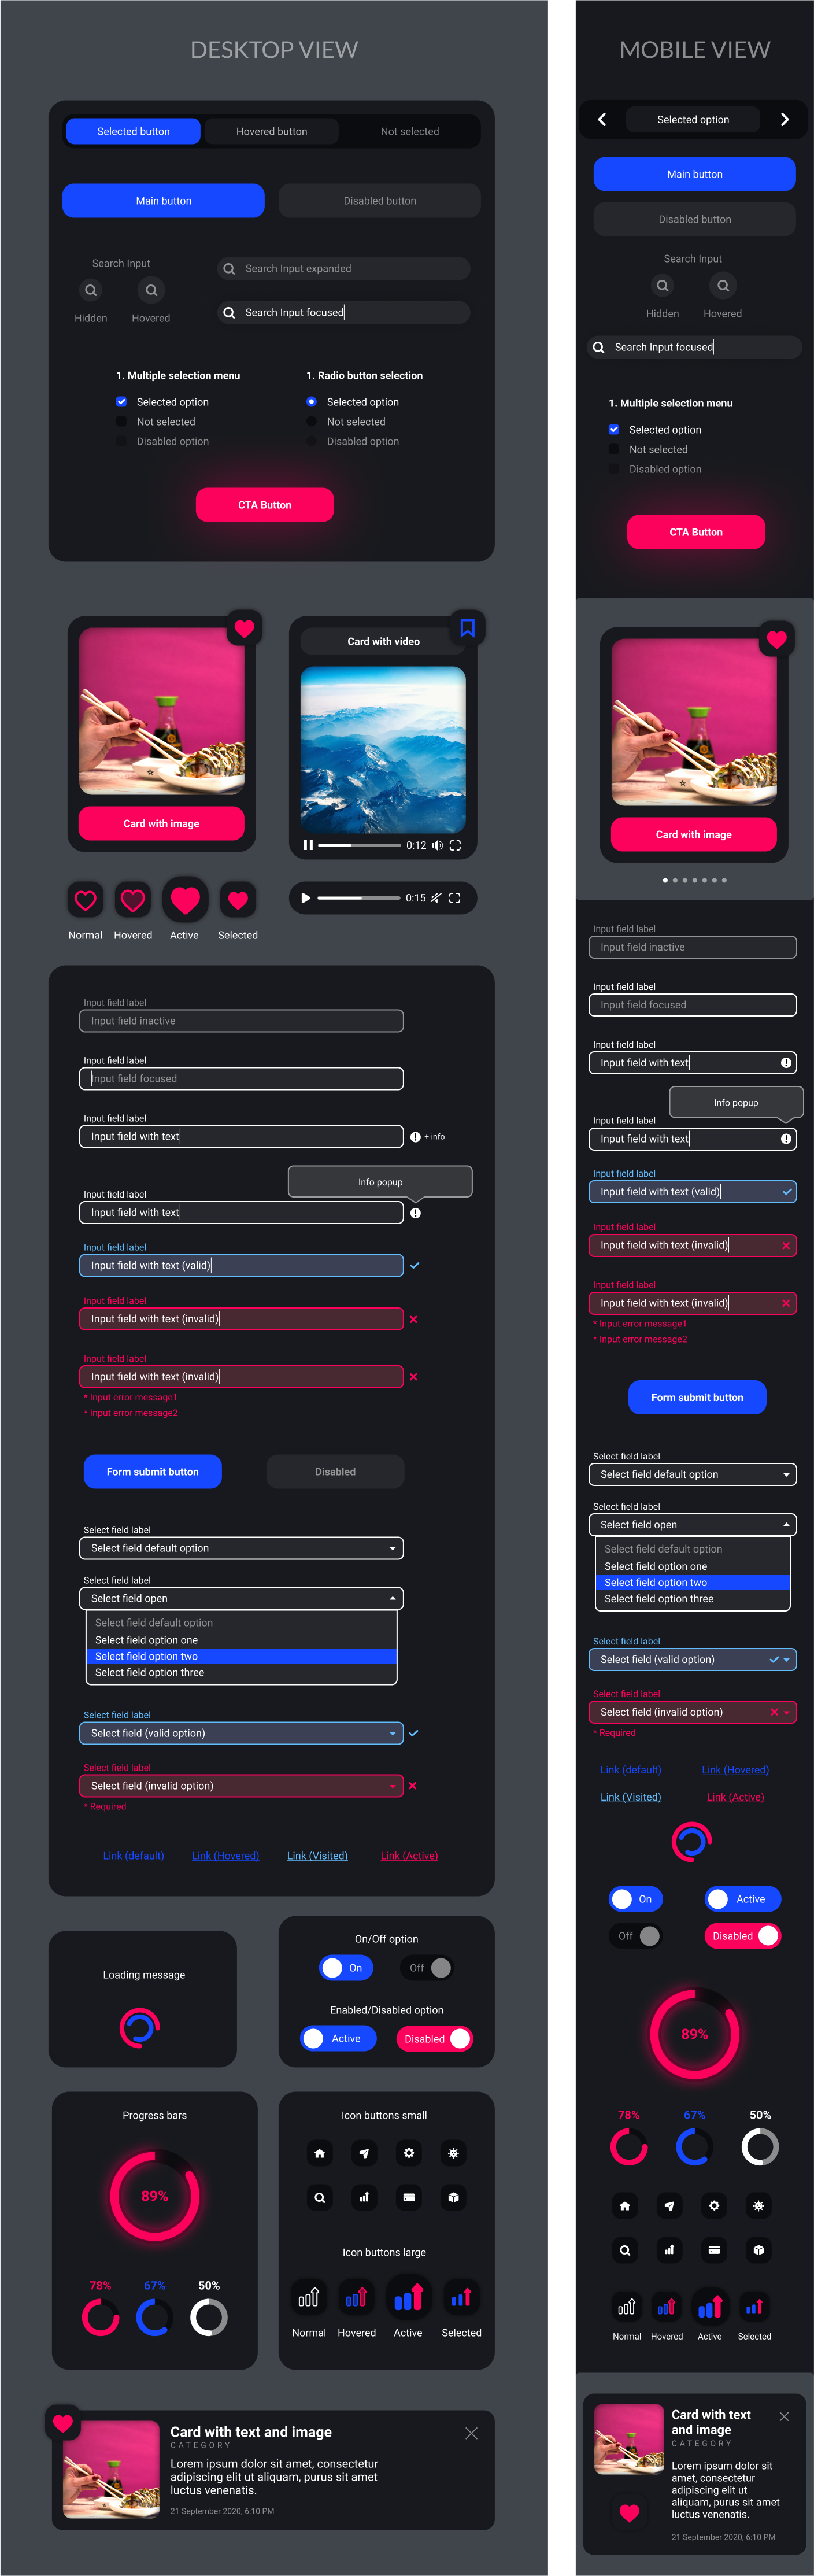 DESKTOP VIEW
Selected button
Hovered button
Not selected
Main button
Disabled button
Search Input
Hidden
Hovered
Search Input expanded
Search Input focused
1. Multiple selection menu
Selected option
Not selected
Disabled option
1. Radio button selection
Selected option
Not selected
Disabled option
CTA Button
Card with image
Card with video
0:12
Normal
Hovered
Active
Selected
0:15
Input field label
Input field inactive
Input field label
Input field focused
Input field label
Input field with text
+ info
Info popup
Input field label
Input field with text
Input field label
Input field with text (valid)
Input field label
Input field with text (invalid)
Input field label
Input field with text (invalid)
* Input error message1
* Input error message2
Form submit button
Disabled
Select field label
Select field default option
Select field label
Select field open
Select field default option
Select field option one
Select field option two
Select field option three
Select field label
Select field (valid option)
Select field label
Select field (invalid option)
* Required
Link (default)
Link (Hovered)
Link (Visited)
Link (Active)
Loading message
On/Off option
On
Off
Enabled/Disabled option
Active
Disabled
Progress bars
89%
78%
67%
50%
Icon buttons small
Icon buttons large
Normal
Hovered
Active
Selected
Card with text and image
CATEGORY
Lorem ipsum dolor sit amet, consectetur
adipiscing elit ut aliquam, purus sit amet
luctus venenatis.
21 September 2020, 6:10 PM
MOBILE VIEW
Selected option
Main button
Disabled button
Search Input
Hidden
Hovered
Search Input focused
1. Multiple selection menu
Selected option
Not selected
Disabled option
CTA Button
Card with image
Input field label
Input field inactive
Input field label
Input field focused
Input field label
Input field with text
Info popup
Input field label
Input field with text
Input field label
Input field with text (valid)
Input field label
Input field with text (invalid)
Input field label
Input field with text (invalid)
* Input error message1
* Input error message2
Form submit button
Select field label
Select field default option
Select field label
Select field open
Select field default option
Select field option one
Select field option two
Select field option three
Select field label
Select field (valid option)
Select field label
Select field (invalid option)
* Required
Link (default)
Link (Hovered)
Link (Visited)
Link (Active)
On
Active
Off
Disabled
89%
78%
67%
50%
Normal
Hovered
Active
Selected
Card with text
and image
CATEGORY
Lorem ipsum dolor sit
amet, consectetur
adipiscing elit ut
aliquam, purus sit amet
luctus venenatis.
21 September 2020, 6:10 PM